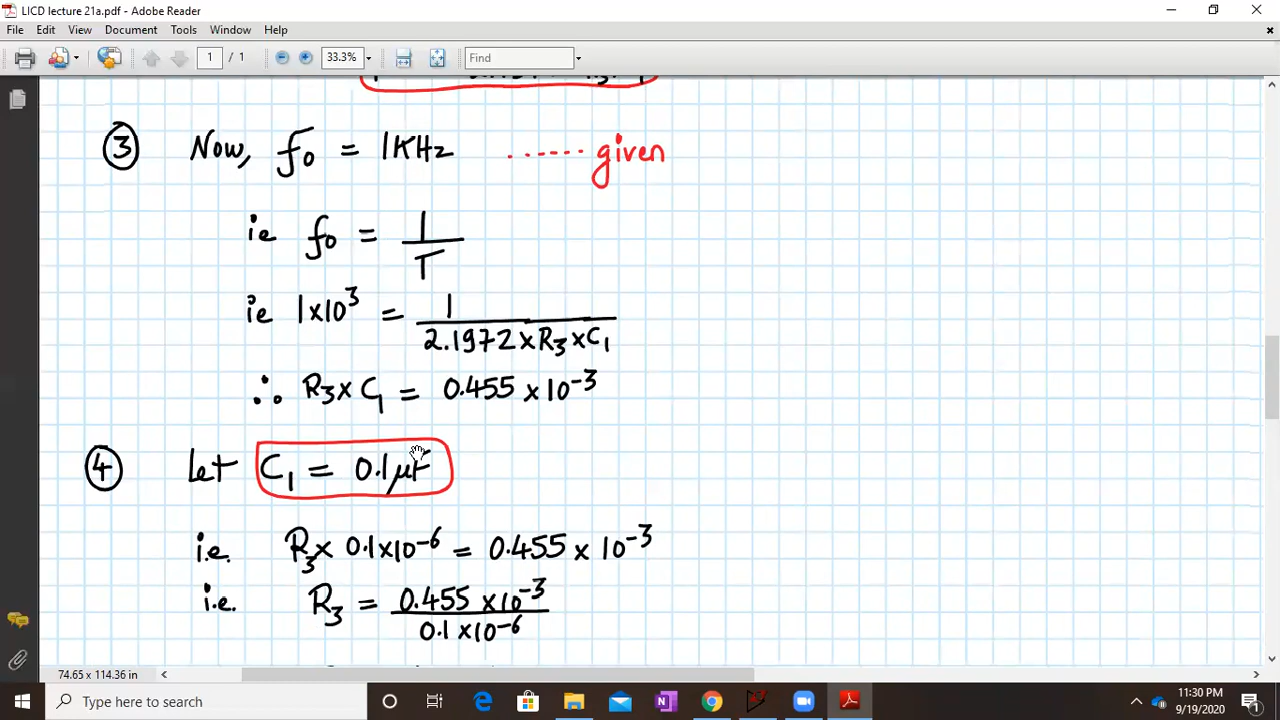 LICD lecture 21a.pdf - Adobe Reader
File Edit View Document Tools Window Help
1 / 1 33.3% Find
③ Now, f₀ = 1KHz ...... given
ie f₀ = 1/T
ie 1×10³ = 1/(2.1972×R₃×C₁)
∴ R₃×C₁ = 0.455 × 10⁻³
④ Let C₁ = 0.1µF
i.e. R₃× 0.1×10⁻⁶ = 0.455 × 10⁻³
i.e. R₃ = 0.455 ×10⁻³/0.1 ×10⁻⁶
74.65 x 114.36 in
Type here to search
11:30 PM
9/19/2020